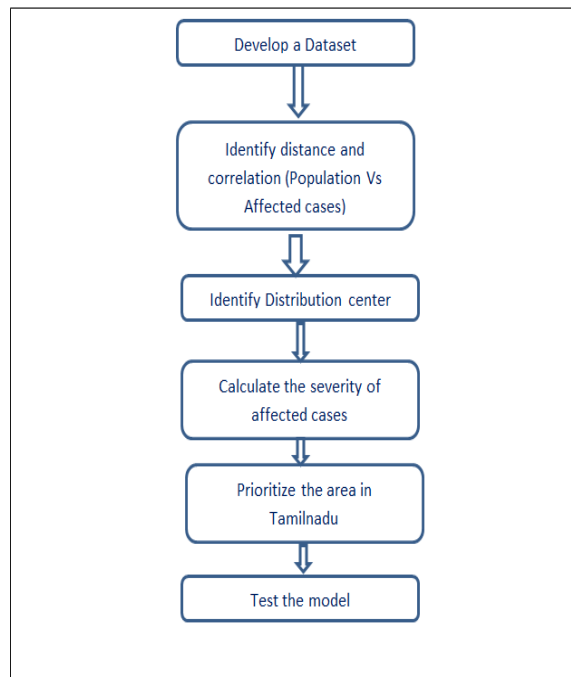 Develop a Dataset
Identify distance and
correlation (Population Vs
Affected cases)
Identify Distribution center
Calculate the severity of
affected cases
Prioritize the area in
Tamilnadu
Test the model